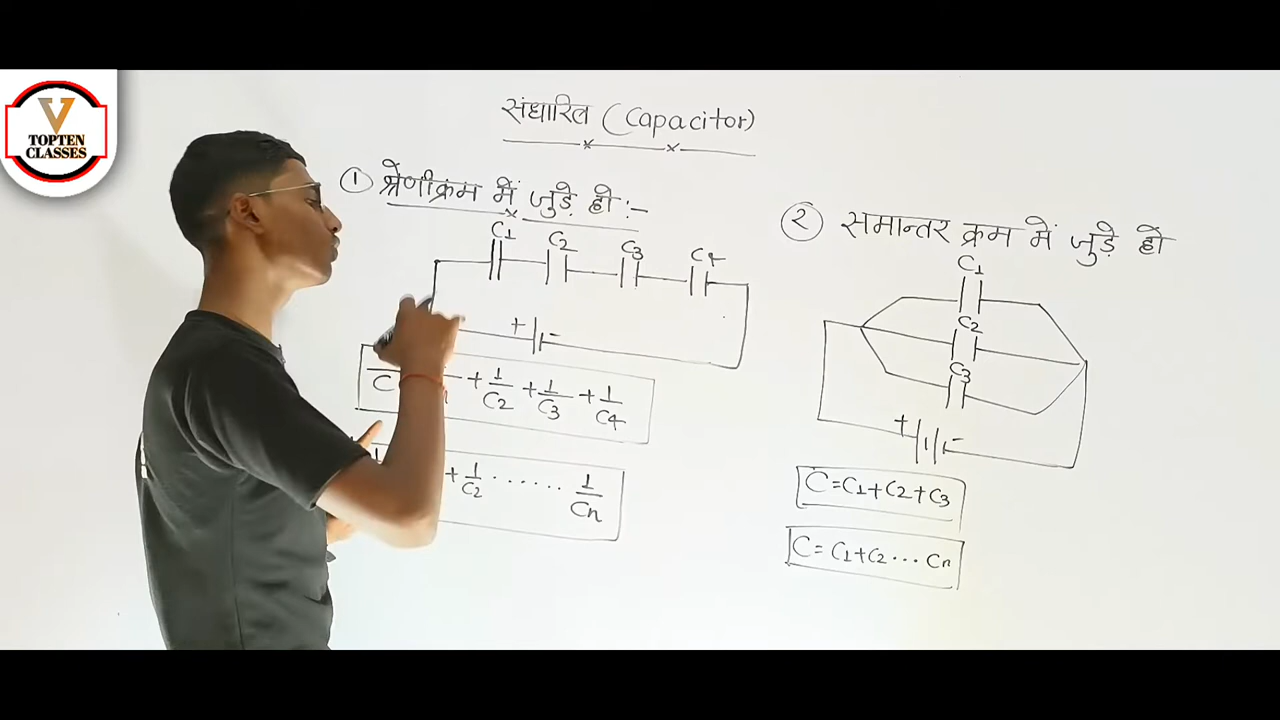 V
TOPTEN
CLASSES
संघारित्र (Capacitor)
① श्रेणीक्रम में जुड़े हो :-
C1 C2 C3 C4
+ -
C + 1/C2 + 1/C3 + 1/C4
1 + 1/C2 ...... 1/Cn
② समान्तर क्रम में जुड़े हो
C1
C2
C3
+ -
C=C1+C2+C3
C=C1+C2...Cn